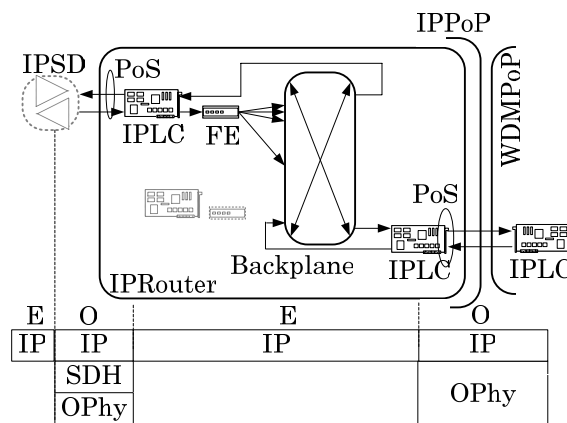 IPPoP
IPSD
PoS
WDMPoP
IPLC
FE
PoS
Backplane
IPLC
IPLC
IPRouter
E O E O
IP IP IP IP
SDH
OPhy
OPhy